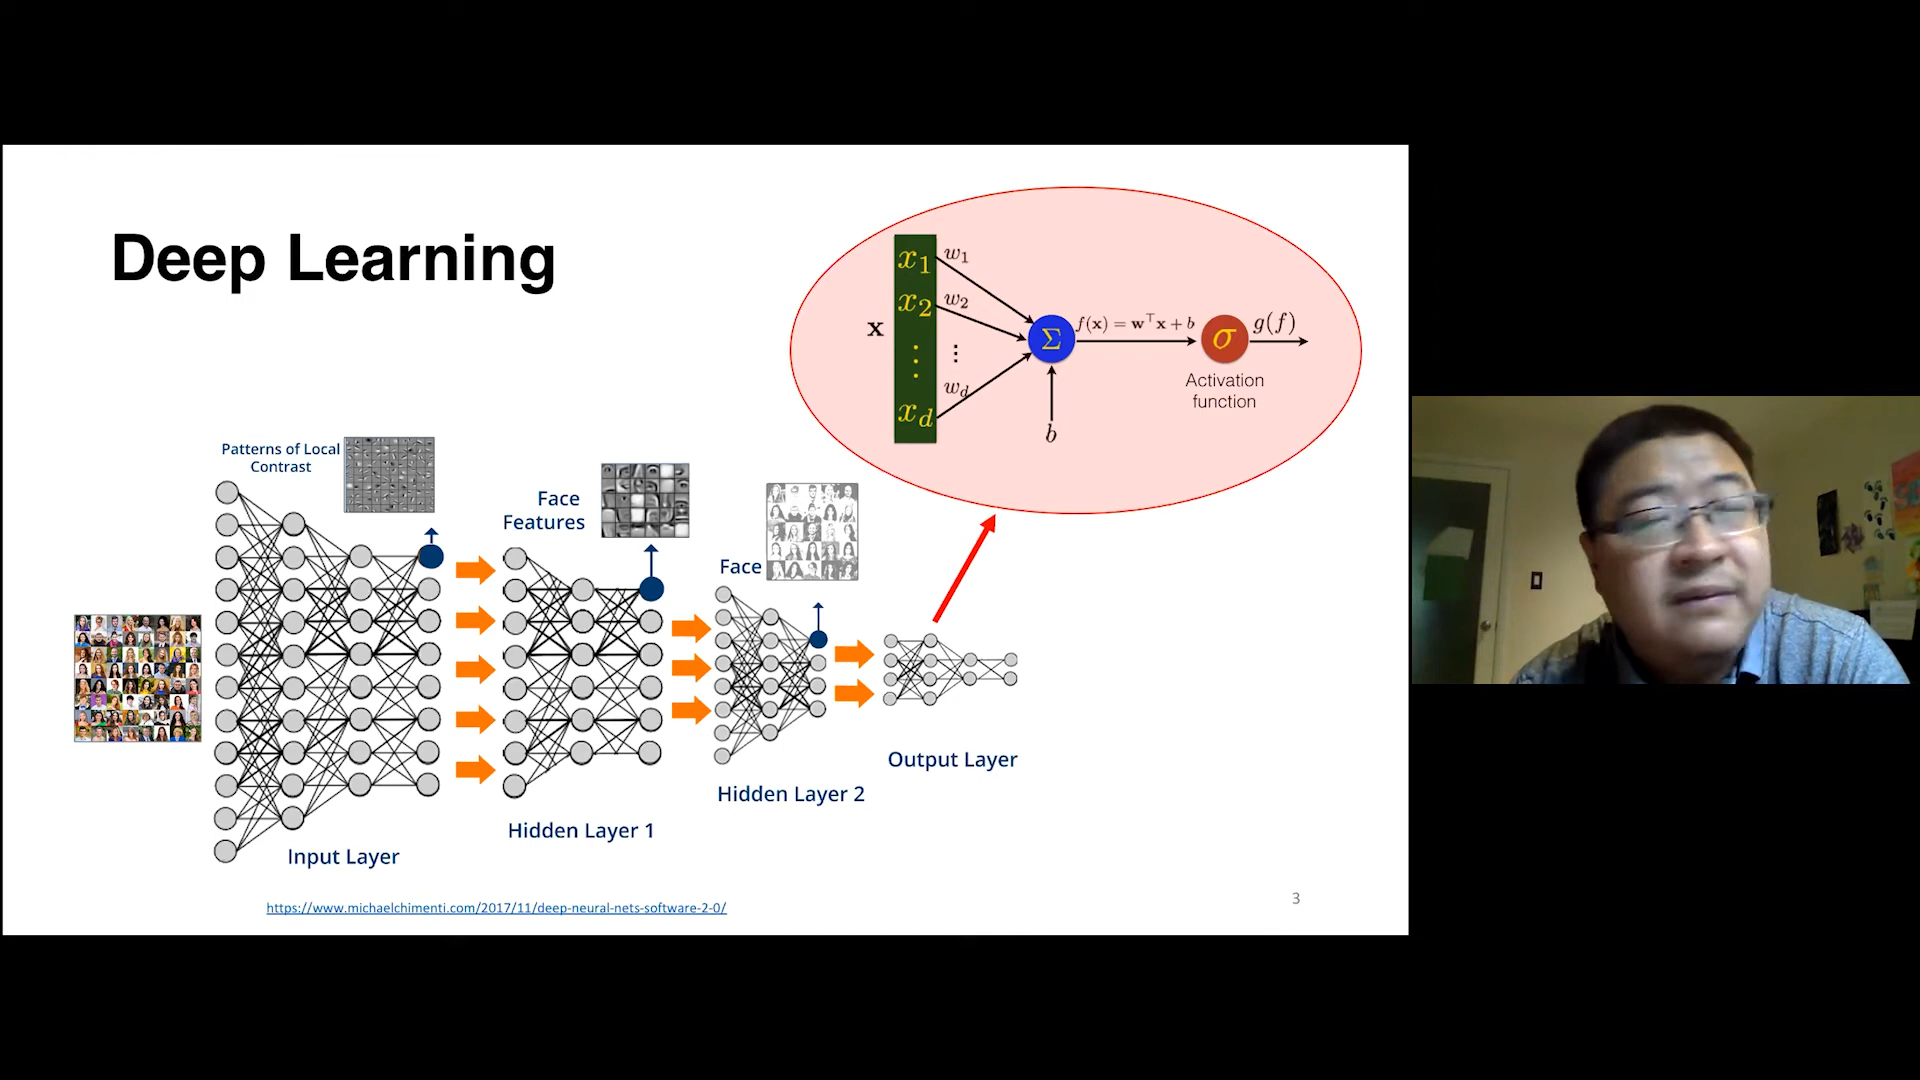 Deep Learning
x
x₁
x₂
⋮
x_d
w₁
w₂
⋮
w_d
Σ
b
f(x) = w⊤x + b
σ
g(f)
Activation
function
Patterns of Local
Contrast
Face
Features
Face
Input Layer
Hidden Layer 1
Hidden Layer 2
Output Layer
https://www.michaelchimenti.com/2017/11/deep-neural-nets-software-2-0/
3